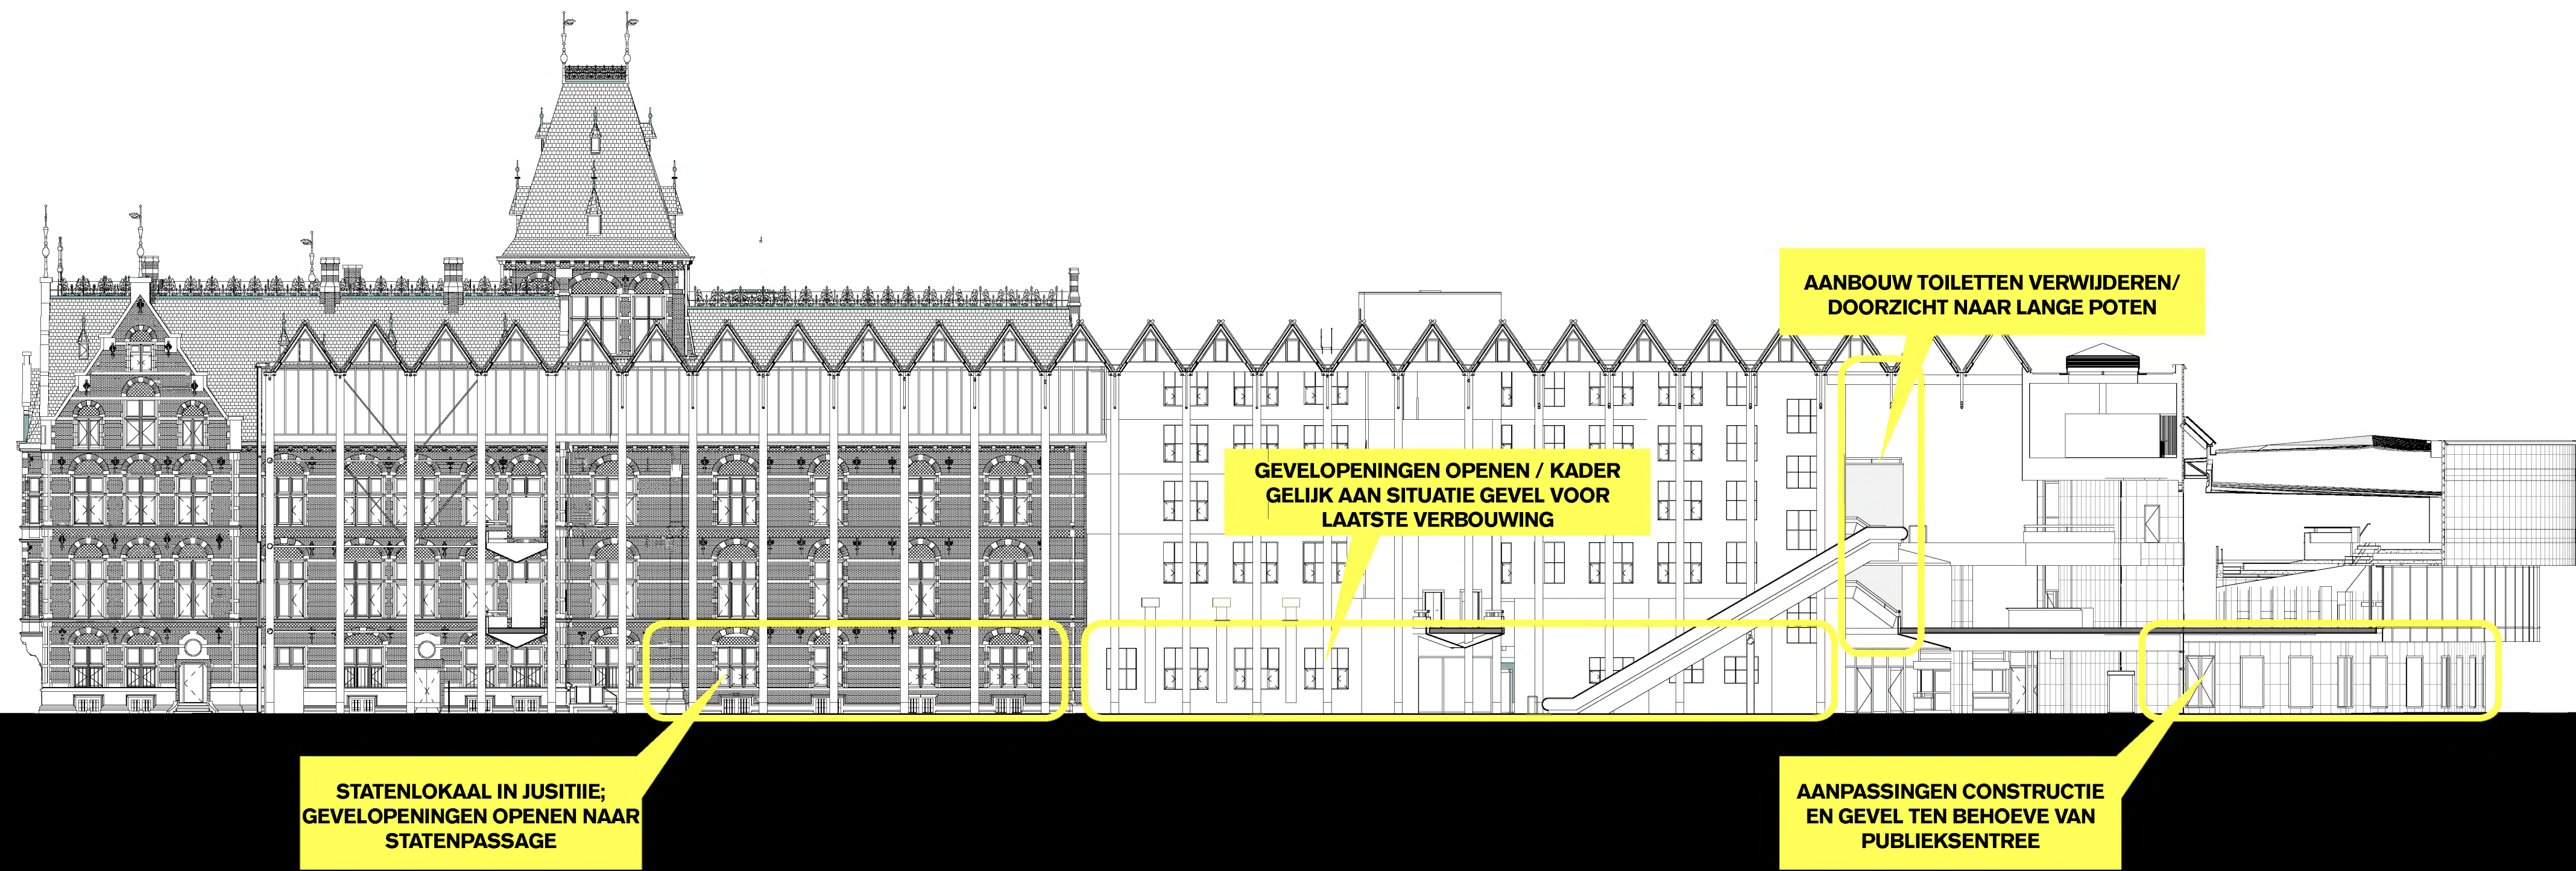 AANBOUW TOILETTEN VERWIJDEREN/
DOORZICHT NAAR LANGE POTEN
GEVELOPENINGEN OPENEN / KADER
GELIJK AAN SITUATIE GEVEL VOOR
LAATSTE VERBOUWING
STATENLOKAAL IN JUSITIIE;
GEVELOPENINGEN OPENEN NAAR
STATENPASSAGE
AANPASSINGEN CONSTRUCTIE
EN GEVEL TEN BEHOEVE VAN
PUBLIEKSENTREE